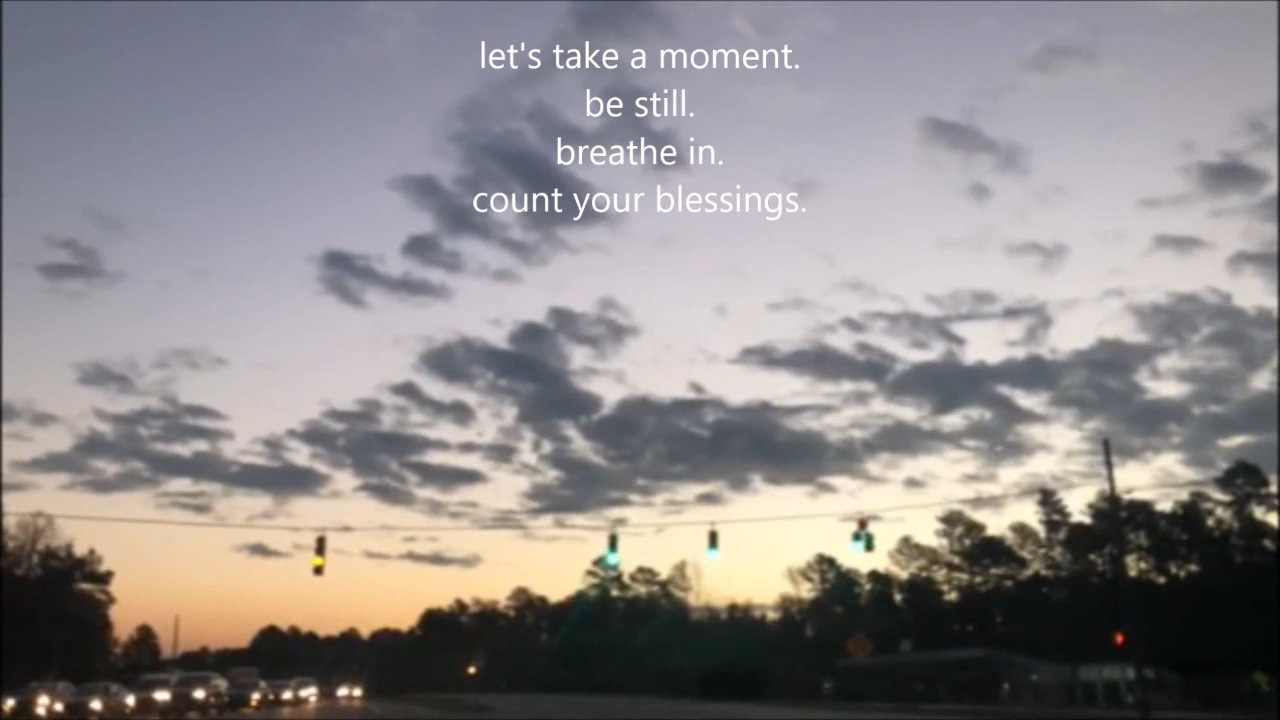 let's take a moment.
be still.
breathe in.
count your blessings.